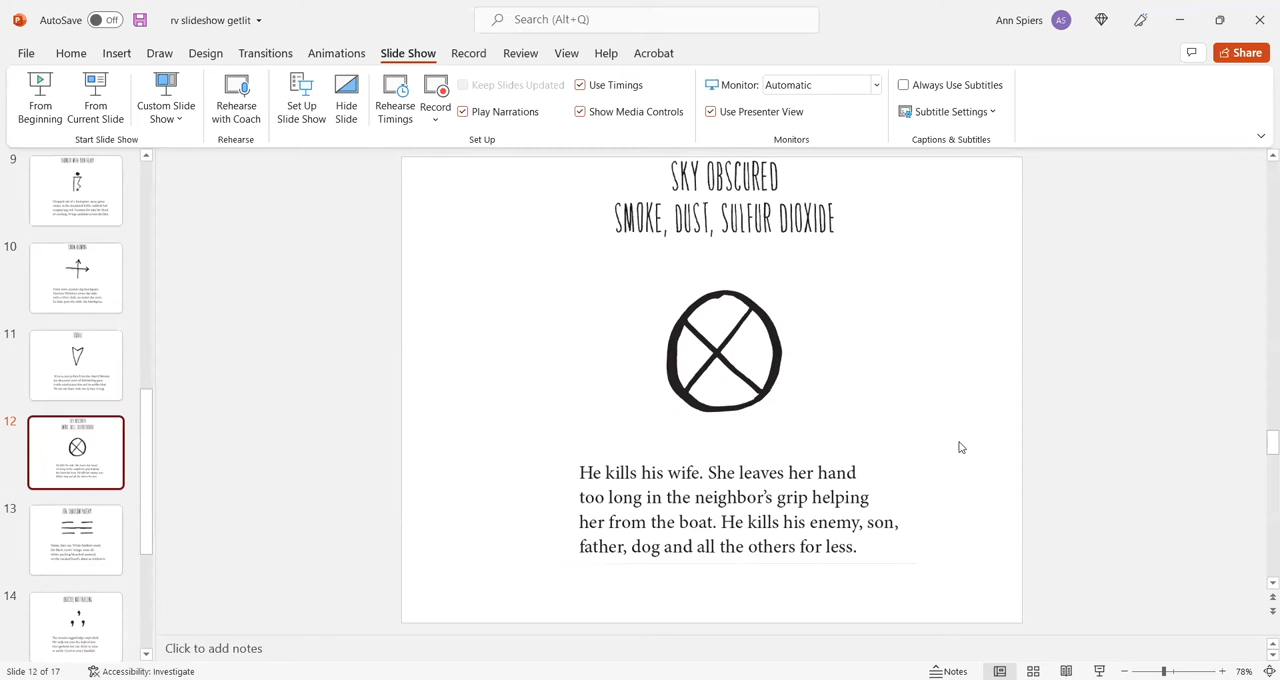 AutoSave Off
rv slideshow getlit
Search (Alt+Q)
Ann Spiers AS
File Home Insert Draw Design Transitions Animations Slide Show Record Review View Help Acrobat
Share
From Beginning
From Current Slide
Custom Slide Show
Rehearse with Coach
Set Up Slide Show
Hide Slide
Rehearse Timings
Record
Keep Slides Updated
Use Timings
Play Narrations
Show Media Controls
Monitor: Automatic
Use Presenter View
Always Use Subtitles
Subtitle Settings
Start Slide Show
Rehearse
Set Up
Monitors
Captions & Subtitles
9
10
11
12
13
14
SKY OBSCURED
SMOKE, DUST, SULFUR DIOXIDE
He kills his wife. She leaves her hand
too long in the neighbor’s grip helping
her from the boat. He kills his enemy, son,
father, dog and all the others for less.
Click to add notes
Slide 12 of 17
Accessibility: Investigate
Notes
78%